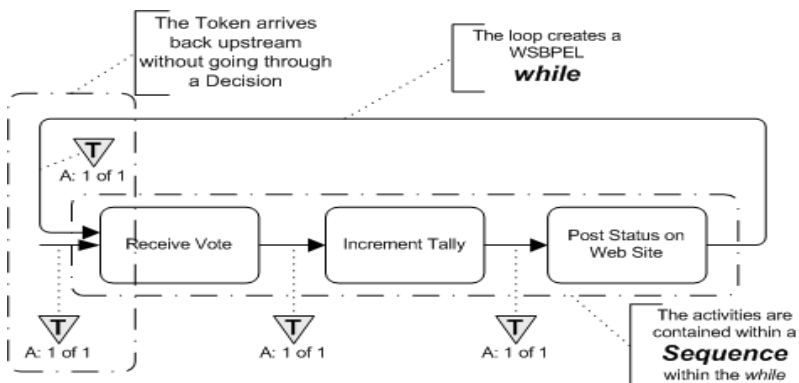 The Token arrives
back upstream
without going through
a Decision
The loop creates a
WSBPEL
while
T
A: 1 of 1
Receive Vote
Increment Tally
Post Status on
Web Site
T
A: 1 of 1
T
A: 1 of 1
T
A: 1 of 1
The activities are
contained within a
Sequence
within the while